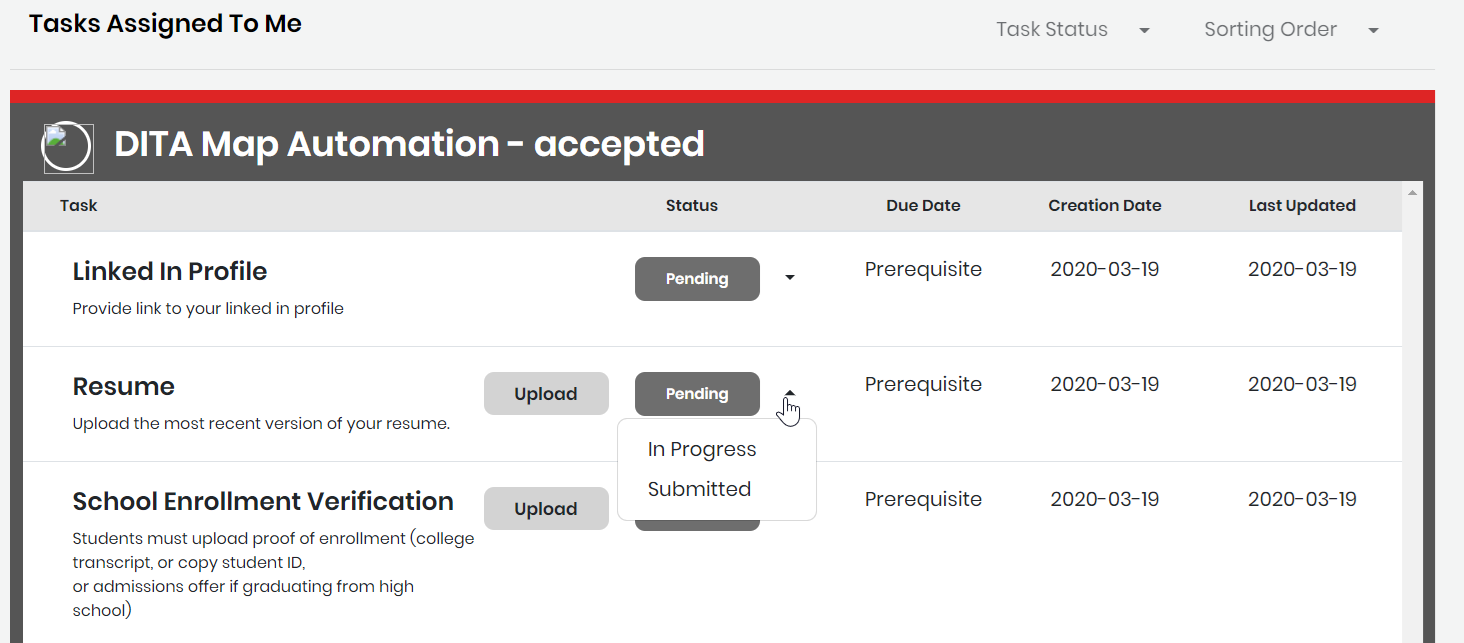 Tasks Assigned To Me
Task Status
Sorting Order
DITA Map Automation - accepted
Task
Status
Due Date
Creation Date
Last Updated
Linked In Profile
Provide link to your linked in profile
Pending
Prerequisite
2020-03-19
2020-03-19
Resume
Upload the most recent version of your resume.
Upload
Pending
Prerequisite
2020-03-19
2020-03-19
In Progress
Submitted
School Enrollment Verification
Students must upload proof of enrollment (college
transcript, or copy student ID,
or admissions offer if graduating from high
school)
Upload
Prerequisite
2020-03-19
2020-03-19